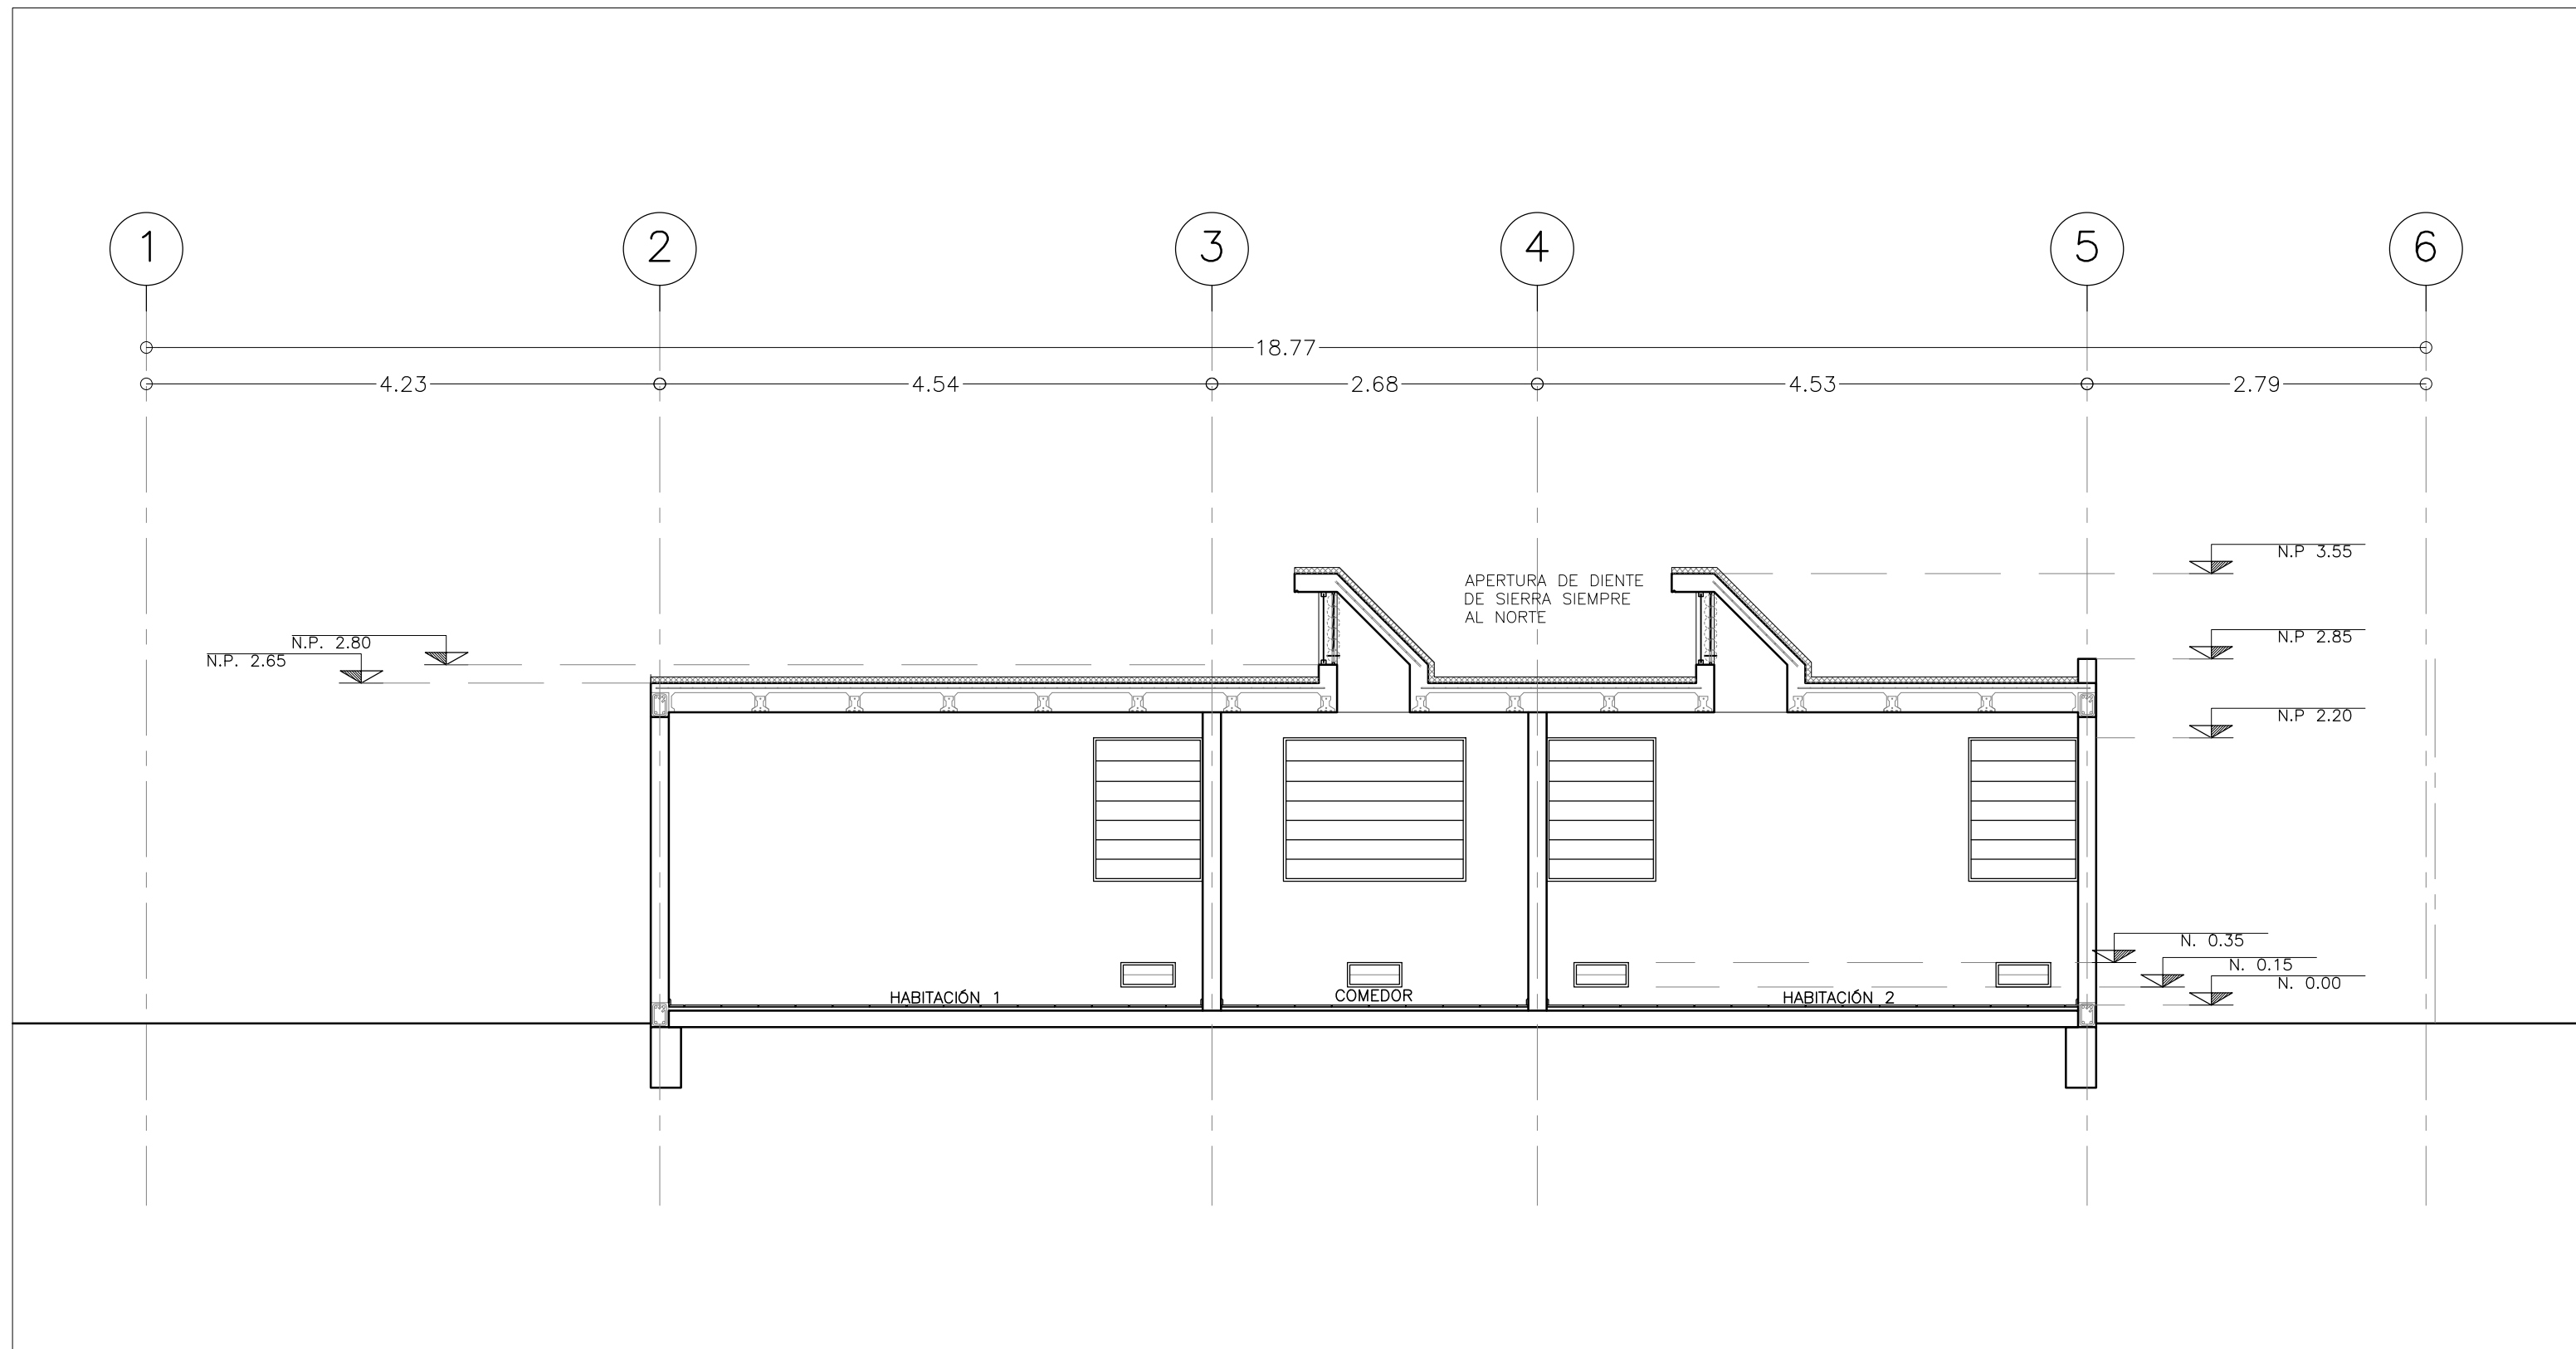 1 2 3 4 5 6
18.77
4.23 4.54 2.68 4.53 2.79
N.P 3.55
APERTURA DE DIENTE
DE SIERRA SIEMPRE
AL NORTE
N.P. 2.80
N.P 2.85
N.P. 2.65
N.P 2.20
N. 0.35
N. 0.15
N. 0.00
HABITACIÓN 1
COMEDOR
HABITACIÓN 2